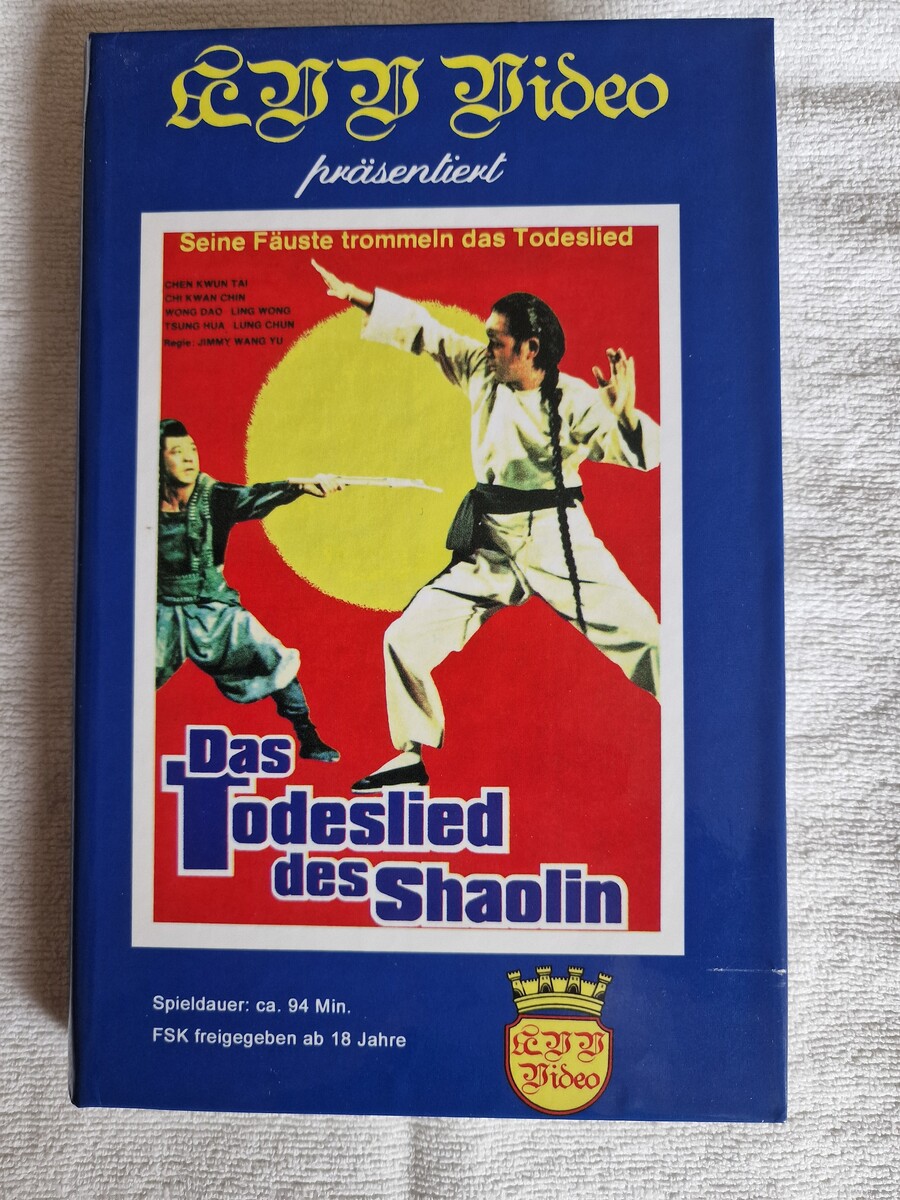 KVV Video
präsentiert
Seine Fäuste trommeln das Todeslied
CHEN KWUN TAI
CHI KWAN CHIN
WONG DAO LING WONG
TSUNG HUA LUNG CHUN
Regie: JIMMY WANG YU
Das
Todeslied
des Shaolin
Spieldauer: ca. 94 Min.
FSK freigegeben ab 18 Jahre
KVV
Video